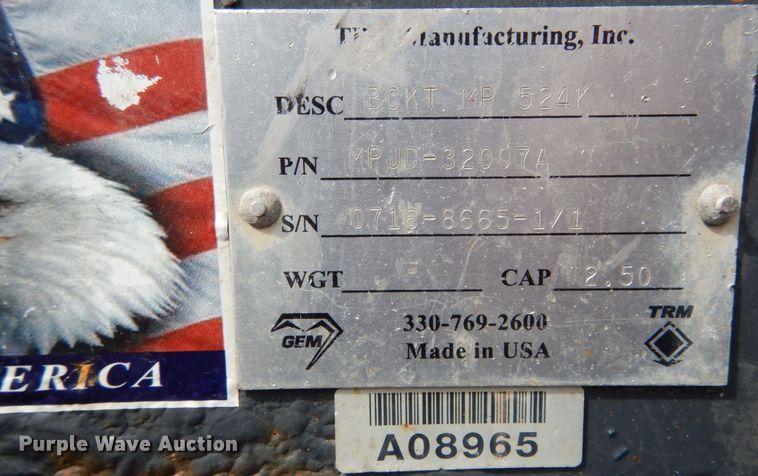 Manufacturing, Inc.
DESC BCKT MP 524K
P/N MPJD-32007A
S/N 0716-8665-1/1
WGT CAP 2.50
GEM
330-769-2600
Made in USA
TRM
ERICA
A08965
Purple Wave Auction